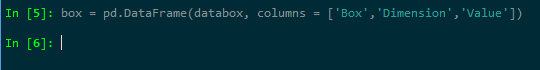 In [5]: box = pd.DataFrame(databox, columns = ['Box','Dimension','Value'])
In [6]: